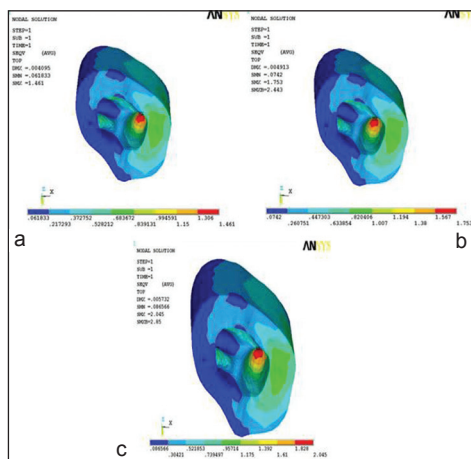 AN
NODAL SOLUTION
STEP=1
SUB =1
TIME=1
SEQV (AVG)
TOP
DMX =.004095
SMN =.061833
SMX =1.461
Z
X
.061833 .372752 .683672 .994591 1.306
.217293 .528212 .839131 1.15 1.461
a
AN
NODAL SOLUTION
STEP=1
SUB =1
TIME=1
SEQV (AVG)
TOP
DMX =.004913
SMN =.0742
SMX =1.753
SMXB=2.443
Z
X
.0742 .447303 .820406 1.194 1.567
.260751 .633854 1.007 1.38 1.753
b
AN
NODAL SOLUTION
STEP=1
SUB =1
TIME=1
SEQV (AVG)
TOP
DMX =.005732
SMN =.086566
SMX =2.045
SMXB=2.85
Z
X
.086566 .521853 .95714 1.392 1.828
.30421 .739497 1.175 1.61 2.045
c